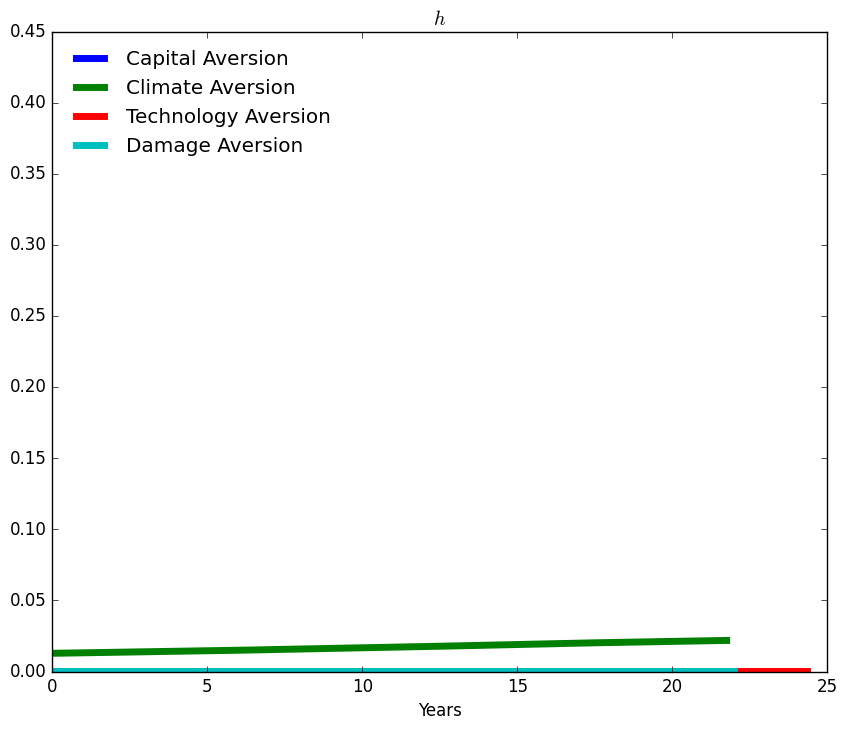 h
0.45
Capital Aversion
Climate Aversion
0.40
Technology Aversion
Damage Aversion
0.35
0.30
0.25
0.20
0.15
0.10
0.05
0.00
0 5 10 15 20 25
Years